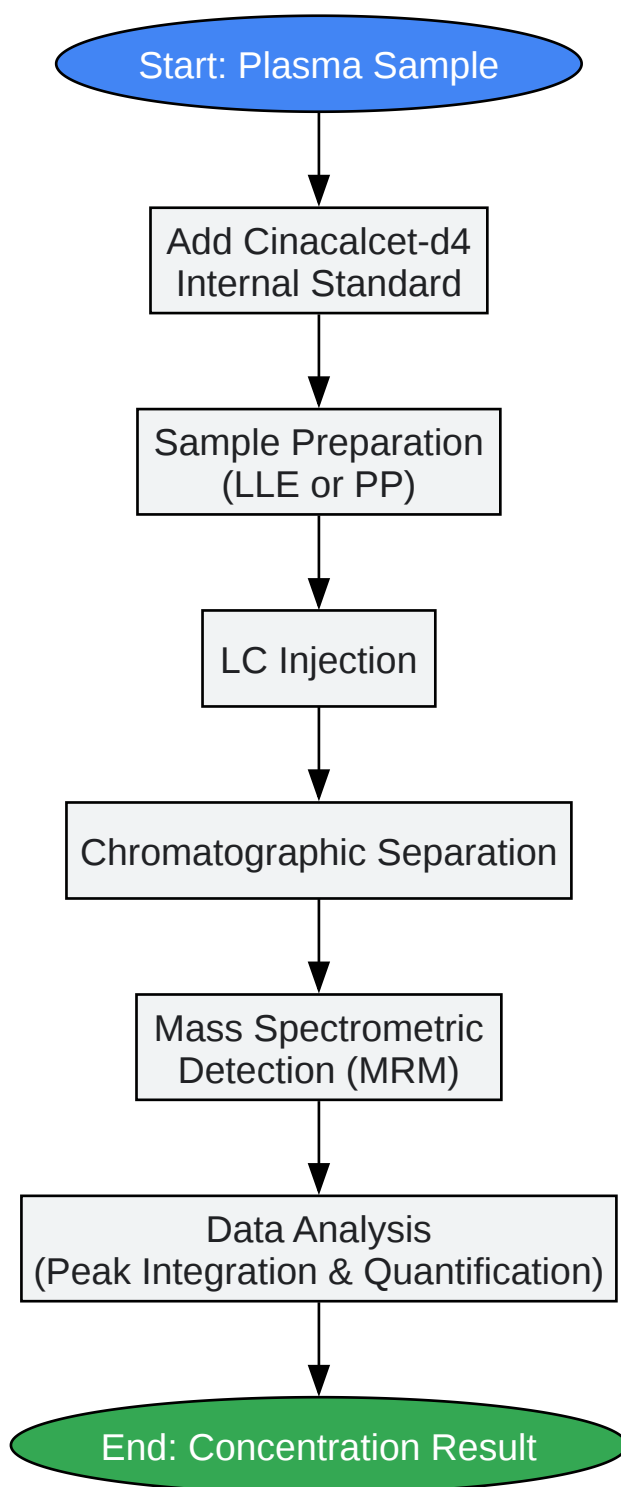 Start: Plasma Sample
Add Cinacalcet-d4
Internal Standard
Sample Preparation
(LLE or PP)
LC Injection
Chromatographic Separation
Mass Spectrometric
Detection (MRM)
Data Analysis
(Peak Integration & Quantification)
End: Concentration Result